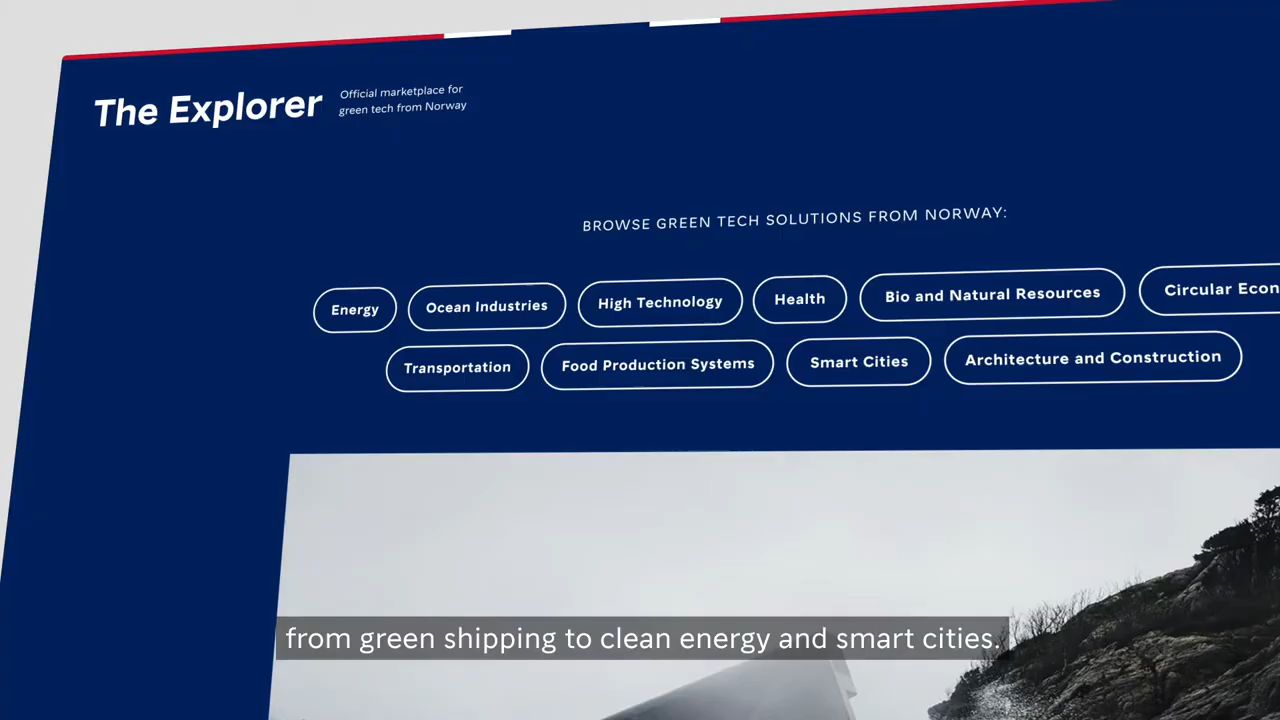 The Explorer
Official marketplace for
green tech from Norway
BROWSE GREEN TECH SOLUTIONS FROM NORWAY:
Energy Ocean Industries High Technology Health Bio and Natural Resources Circular Econ
Transportation Food Production Systems Smart Cities Architecture and Construction
from green shipping to clean energy and smart cities.